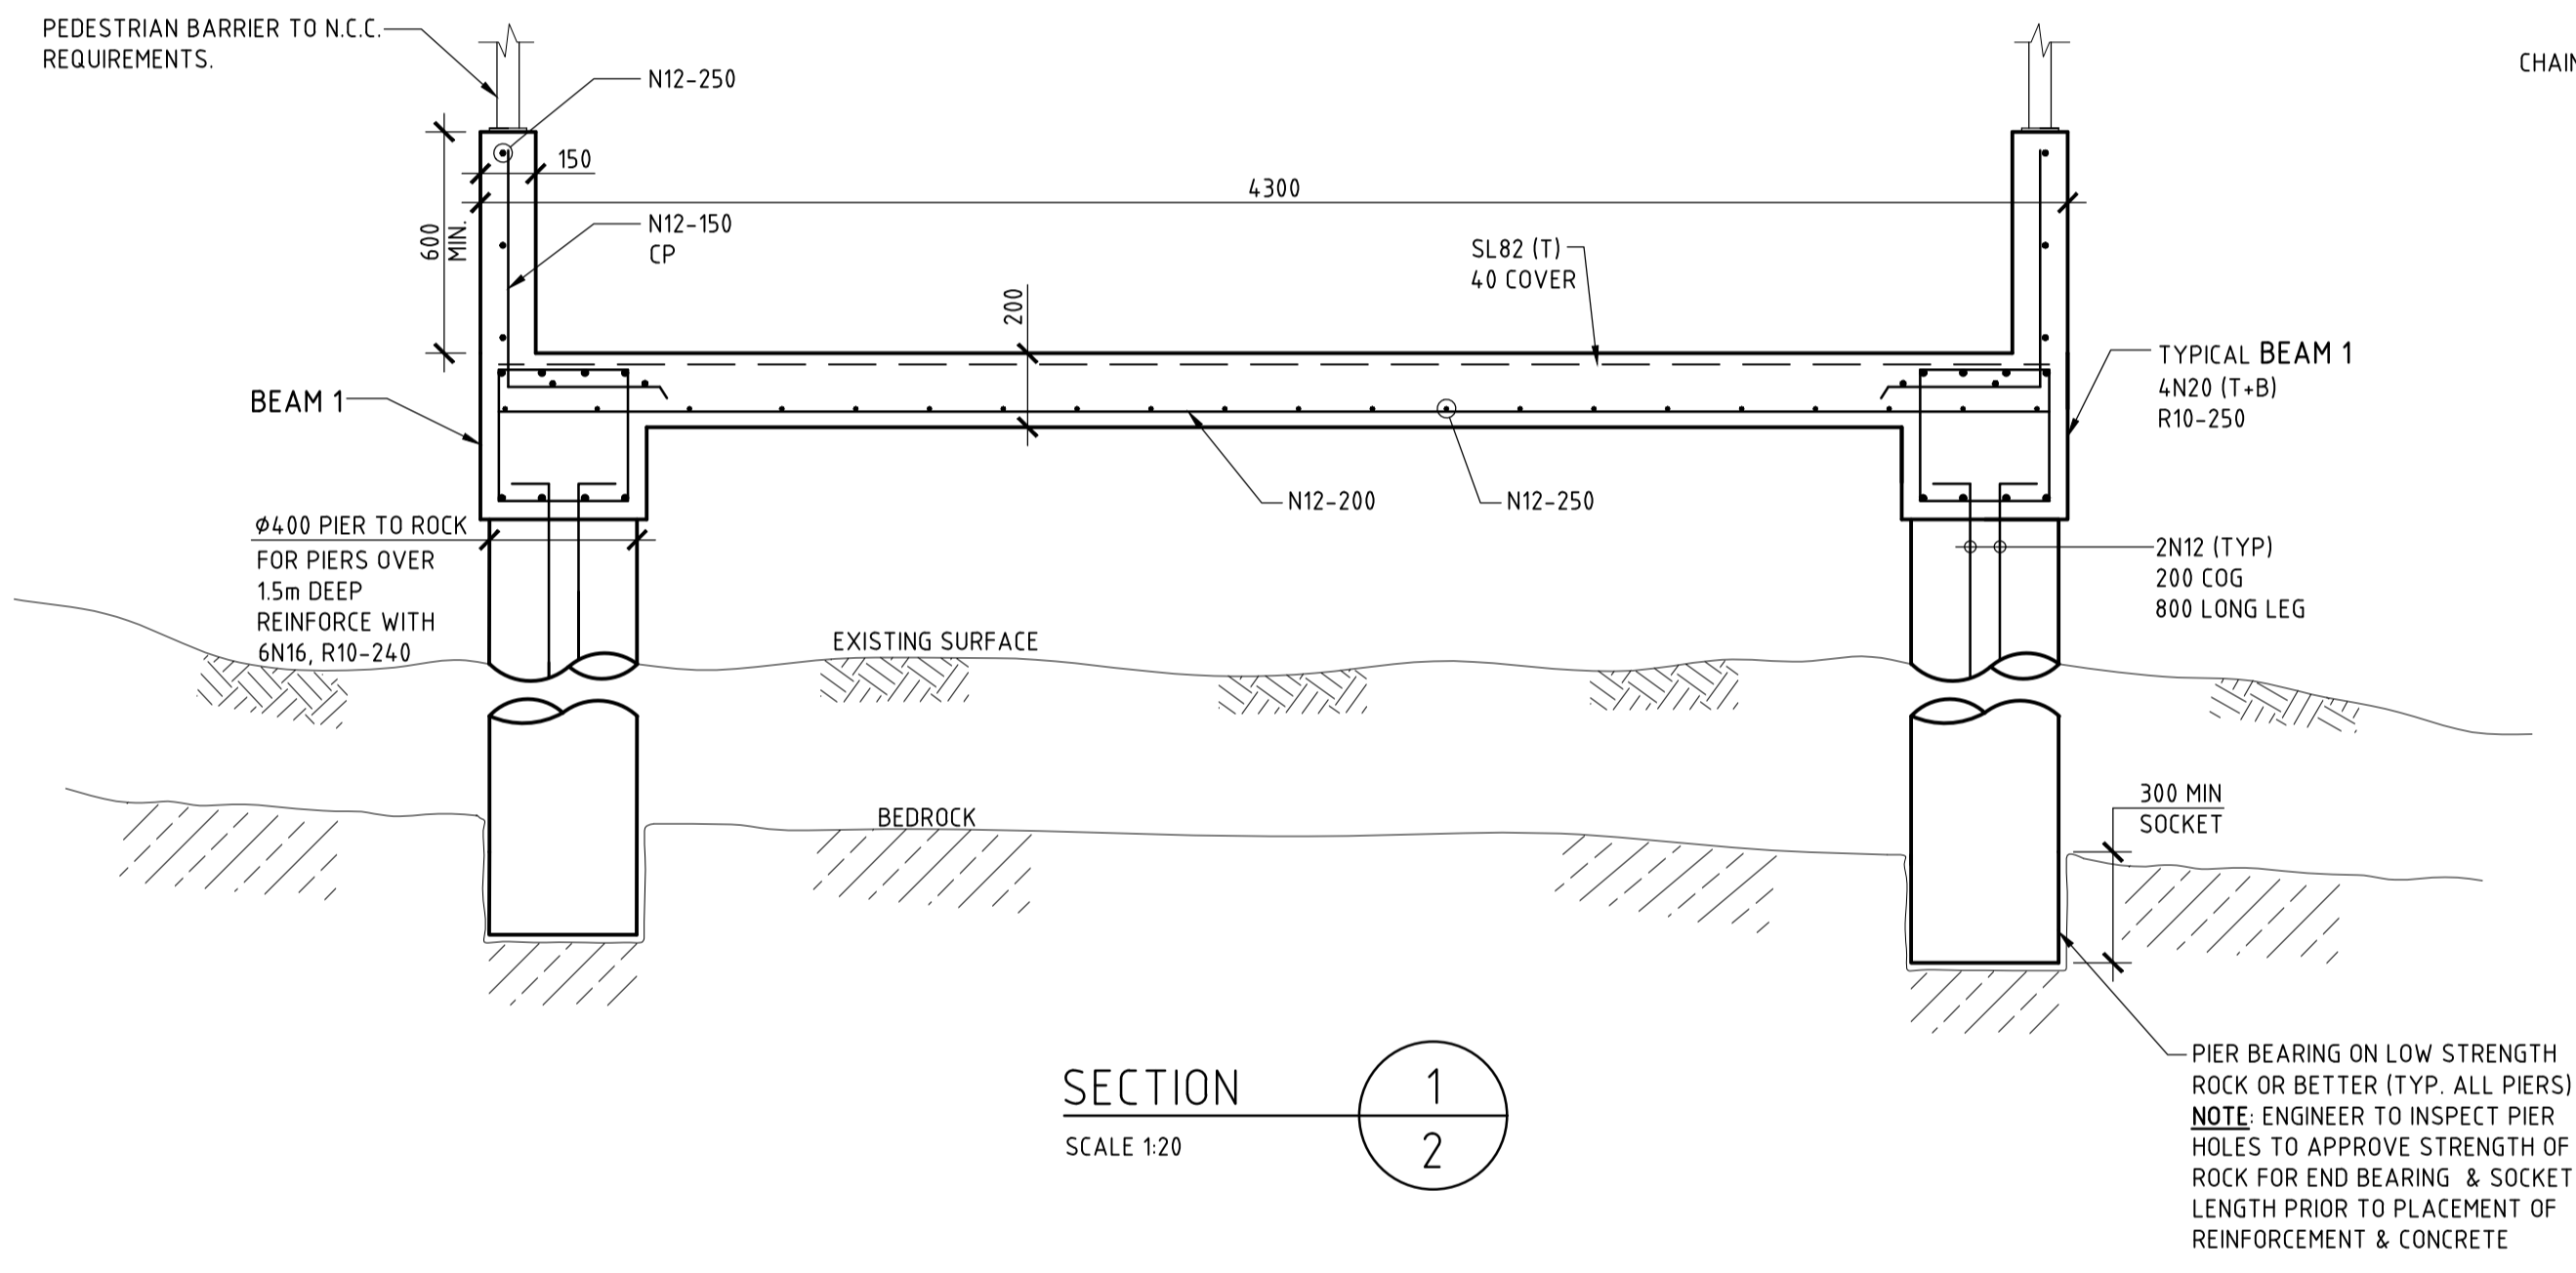 PEDESTRIAN BARRIER TO N.C.C.
REQUIREMENTS.
N12-250
CHAIN
150
4300
600
MIN.
N12-150
CP
SL82 (T)
40 COVER
200
BEAM 1
TYPICAL BEAM 1
4N20 (T+B)
R10-250
N12-200
N12-250
Ø400 PIER TO ROCK
FOR PIERS OVER
1.5m DEEP
REINFORCE WITH
6N16, R10-240
2N12 (TYP)
200 COG
800 LONG LEG
EXISTING SURFACE
BEDROCK
300 MIN
SOCKET
PIER BEARING ON LOW STRENGTH
ROCK OR BETTER (TYP. ALL PIERS)
NOTE: ENGINEER TO INSPECT PIER
HOLES TO APPROVE STRENGTH OF
ROCK FOR END BEARING & SOCKET
LENGTH PRIOR TO PLACEMENT OF
REINFORCEMENT & CONCRETE
SECTION
SCALE 1:20
1
2